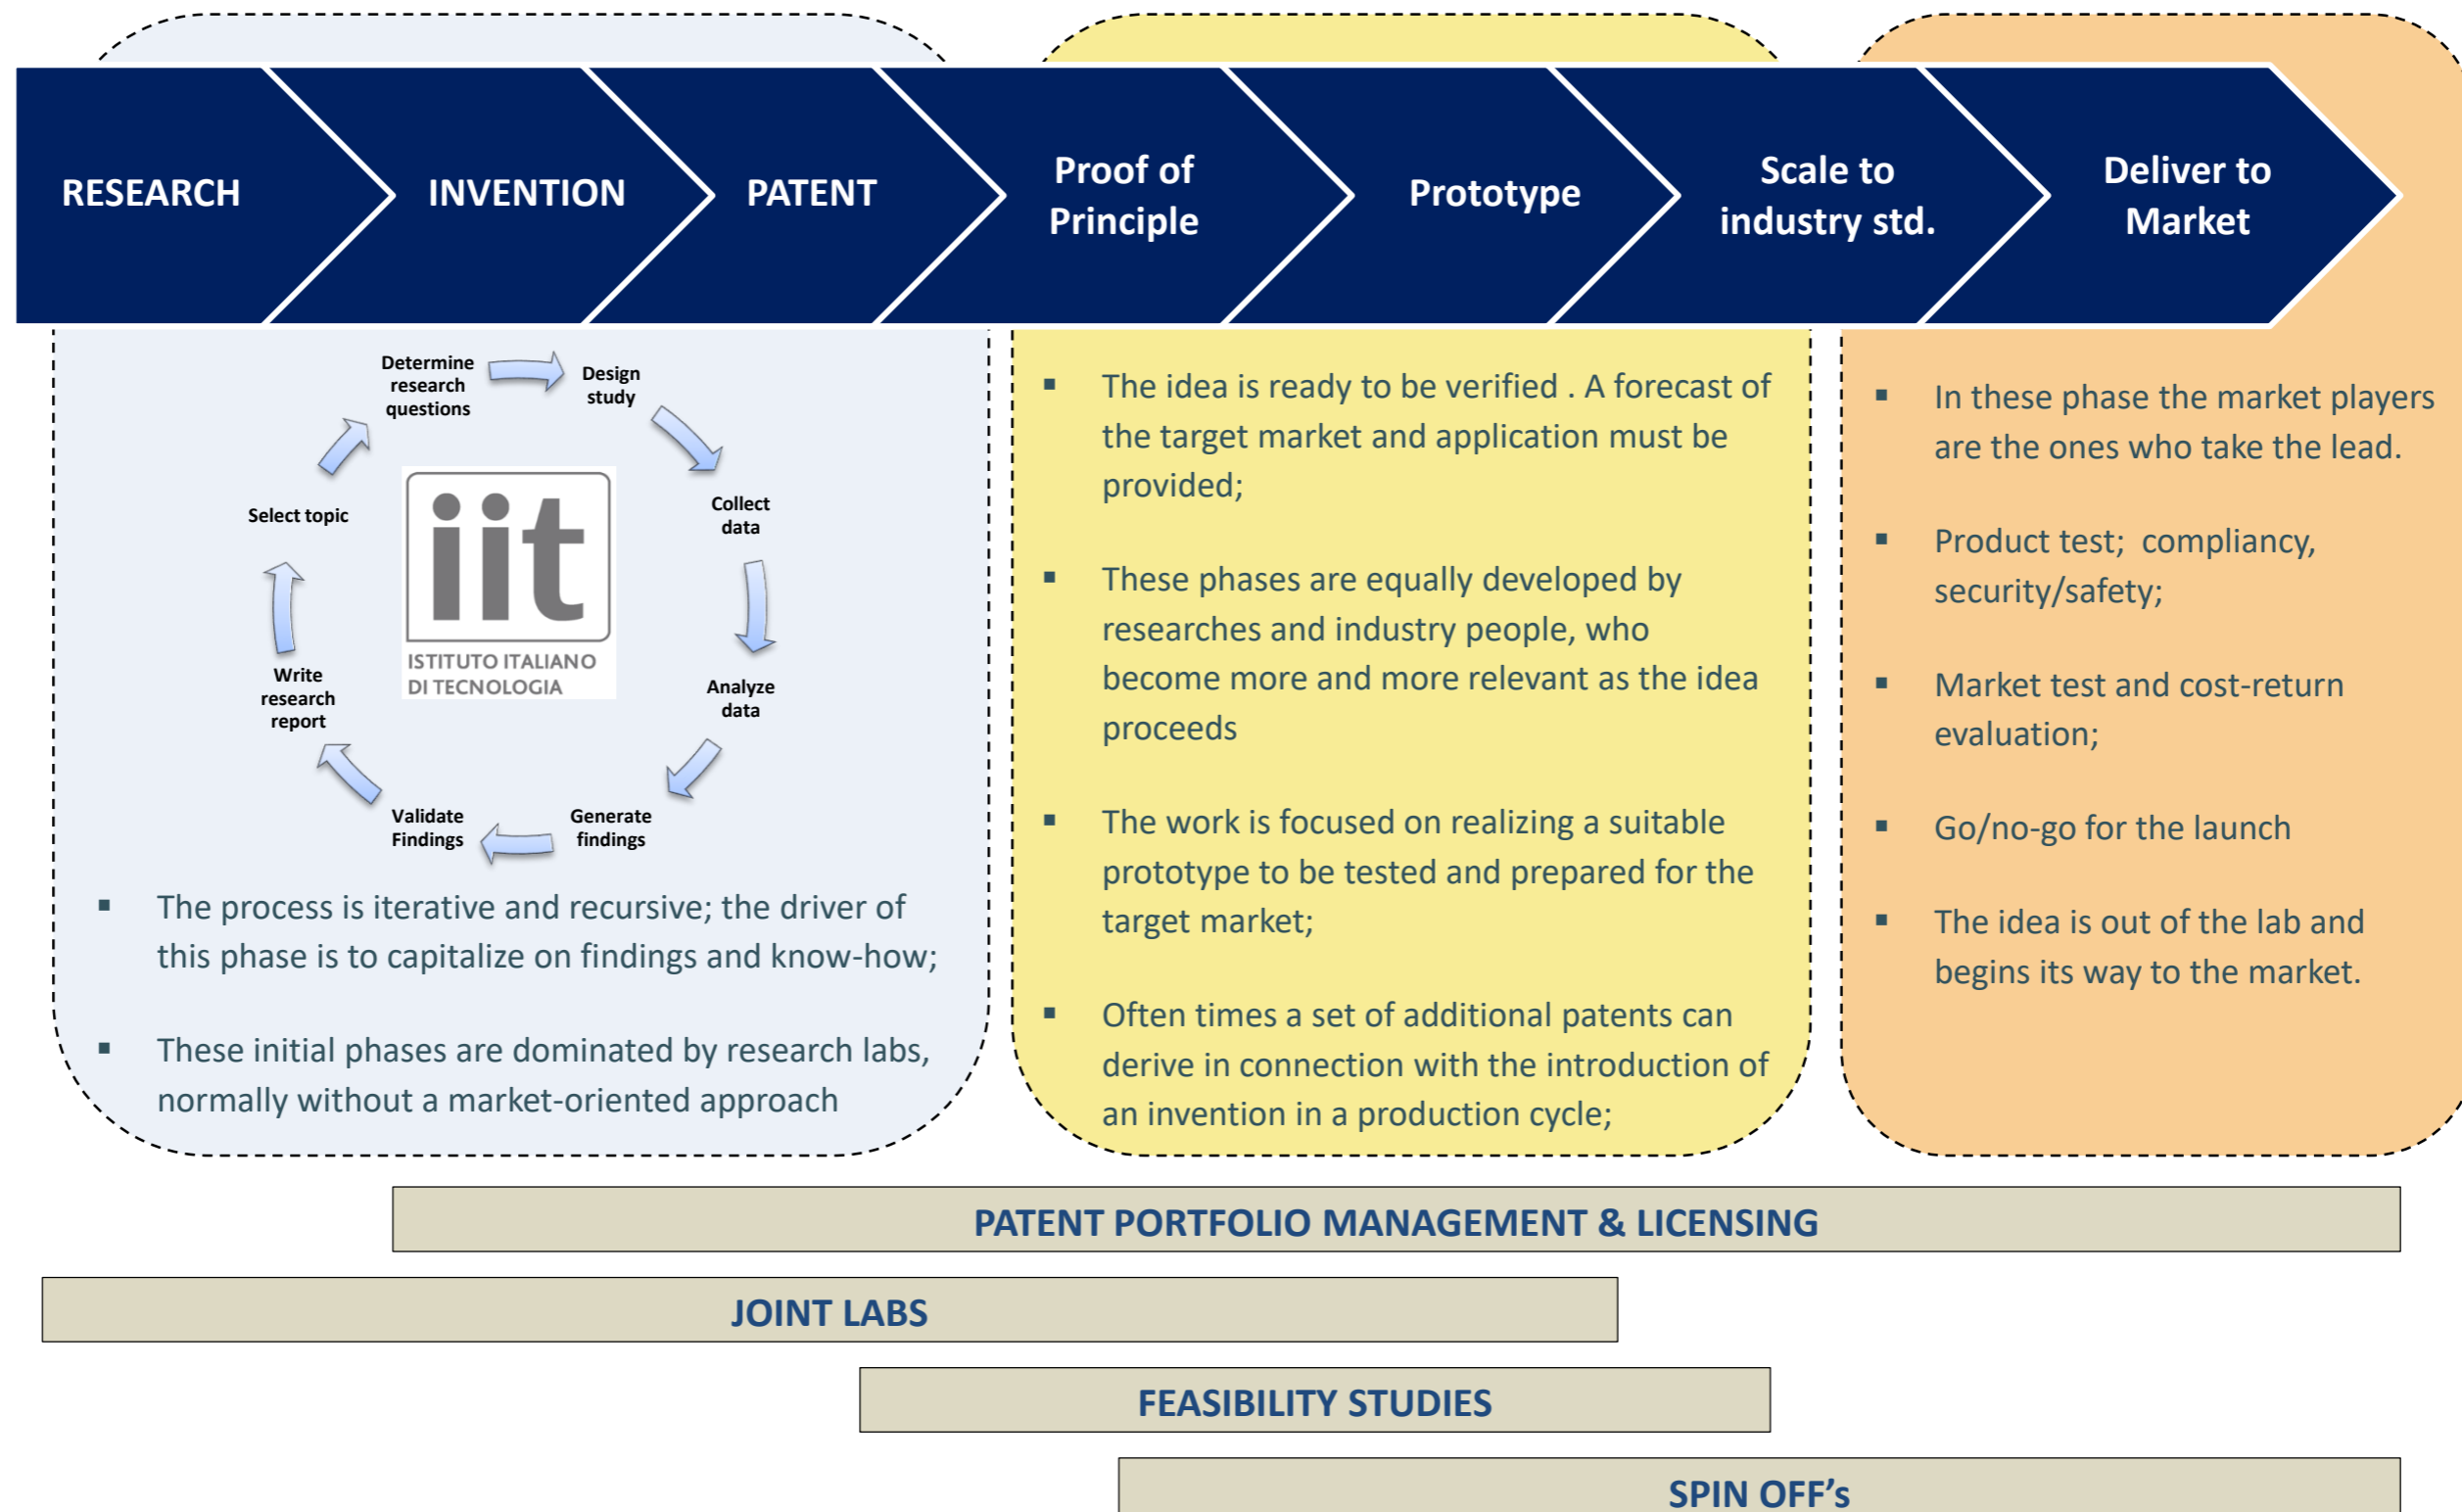 RESEARCH
INVENTION
PATENT
Proof of
Principle
Prototype
Scale to
industry std.
Deliver to
Market
Determine
research
questions
Design
study
Collect
data
Analyze
data
Generate
findings
Validate
Findings
Write
research
report
Select topic
iit
ISTITUTO ITALIANO
DI TECNOLOGIA
▪ The process is iterative and recursive; the driver of
this phase is to capitalize on findings and know-how;
▪ These initial phases are dominated by research labs,
normally without a market-oriented approach
▪ The idea is ready to be verified . A forecast of
the target market and application must be
provided;
▪ These phases are equally developed by
researches and industry people, who
become more and more relevant as the idea
proceeds
▪ The work is focused on realizing a suitable
prototype to be tested and prepared for the
target market;
▪ Often times a set of additional patents can
derive in connection with the introduction of
an invention in a production cycle;
▪ In these phase the market players
are the ones who take the lead.
▪ Product test; compliancy,
security/safety;
▪ Market test and cost-return
evaluation;
▪ Go/no-go for the launch
▪ The idea is out of the lab and
begins its way to the market.
PATENT PORTFOLIO MANAGEMENT & LICENSING
JOINT LABS
FEASIBILITY STUDIES
SPIN OFF's